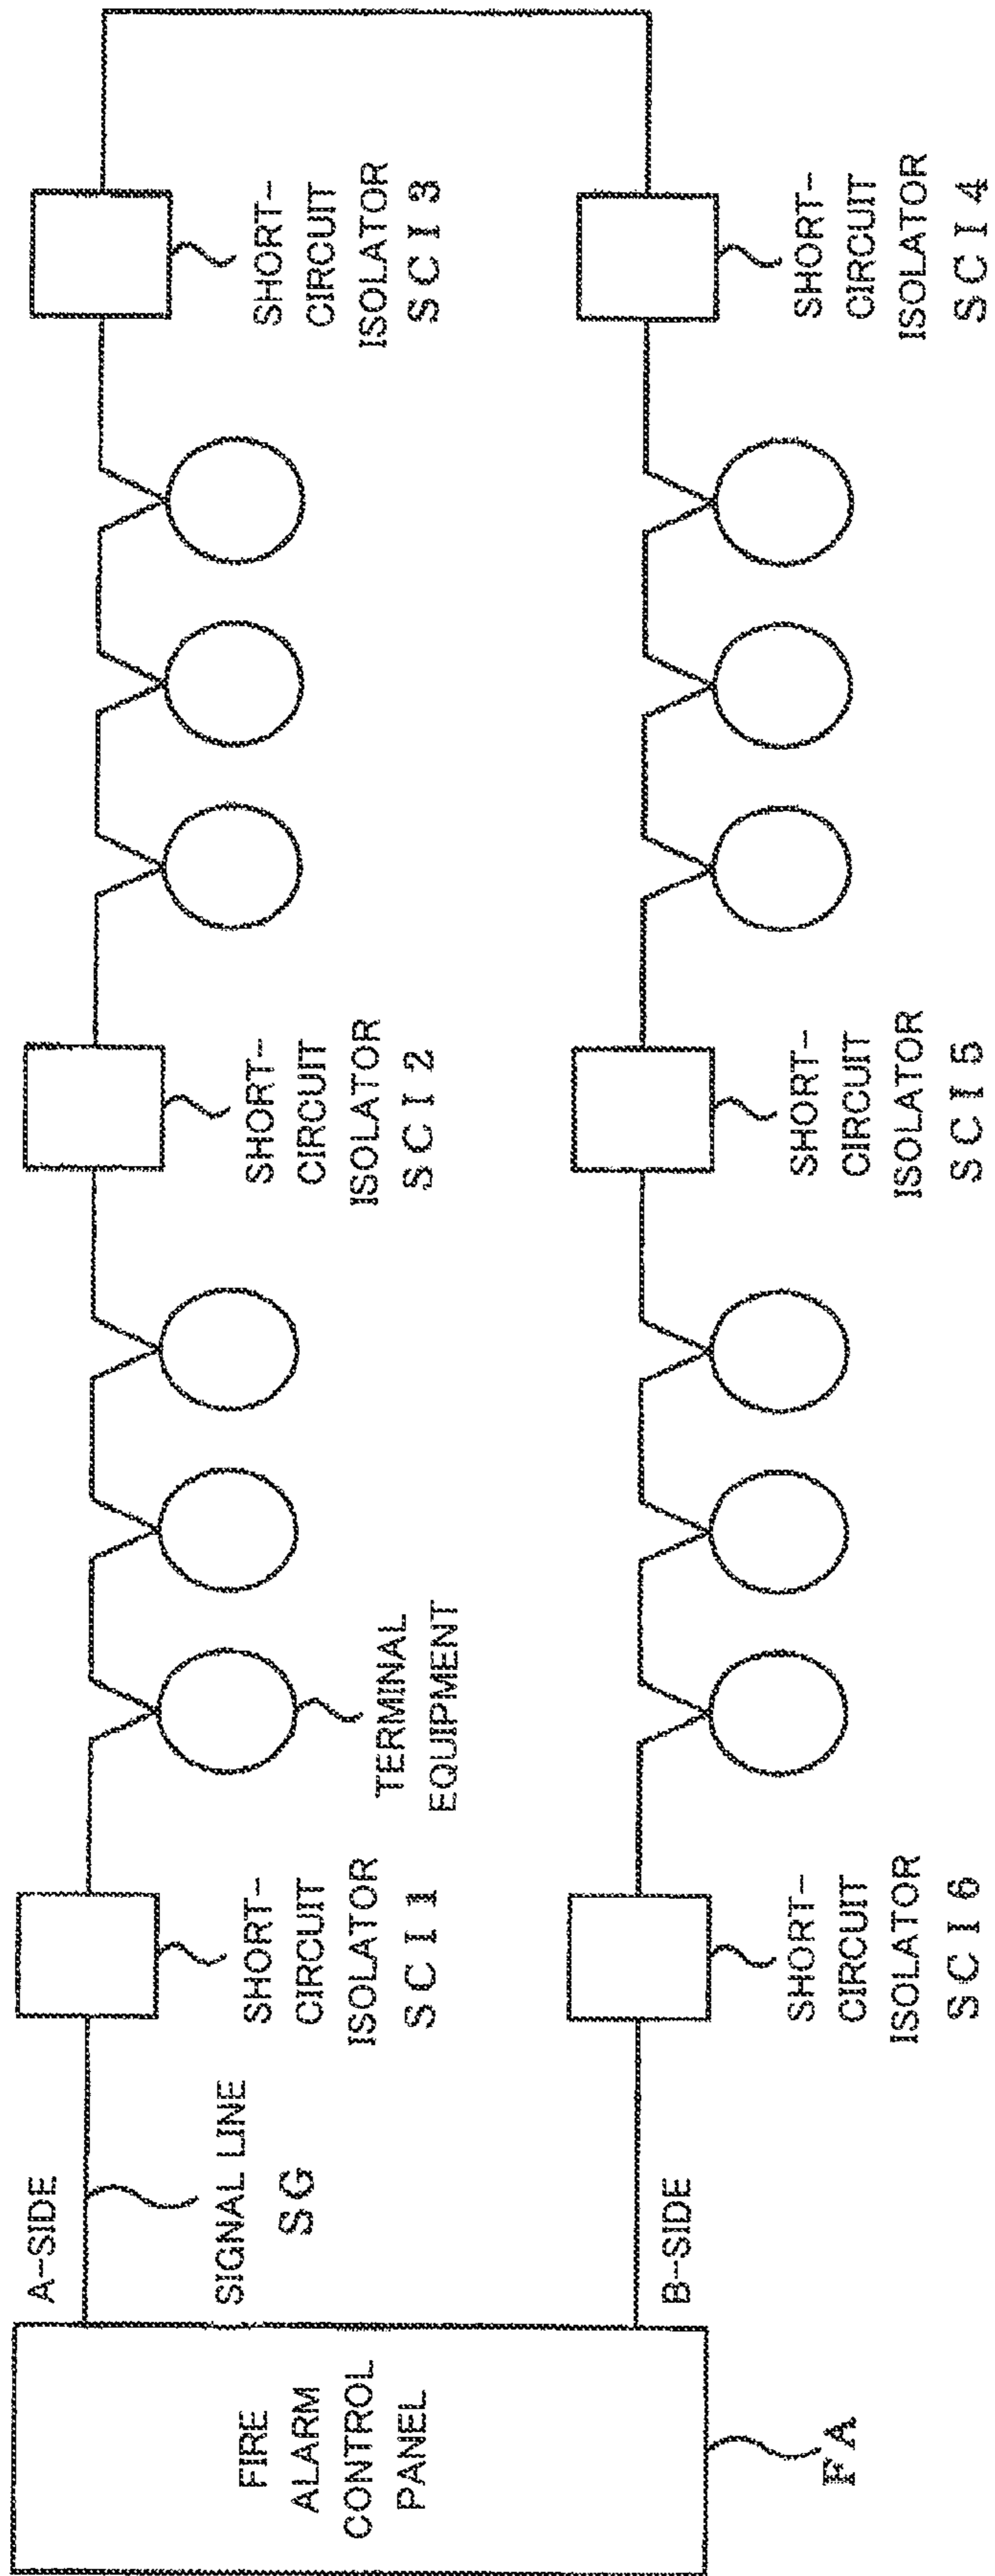 FIRE
ALARM
CONTROL
PANEL
FA
A-SIDE
SIGNAL LINE
SG
SHORT-
CIRCUIT
ISOLATOR
SCI1
TERMINAL
EQUIPMENT
SHORT-
CIRCUIT
ISOLATOR
SCI2
SHORT-
CIRCUIT
ISOLATOR
SCI3
B-SIDE
SHORT-
CIRCUIT
ISOLATOR
SCI6
SHORT-
CIRCUIT
ISOLATOR
SCI5
SHORT-
CIRCUIT
ISOLATOR
SCI4